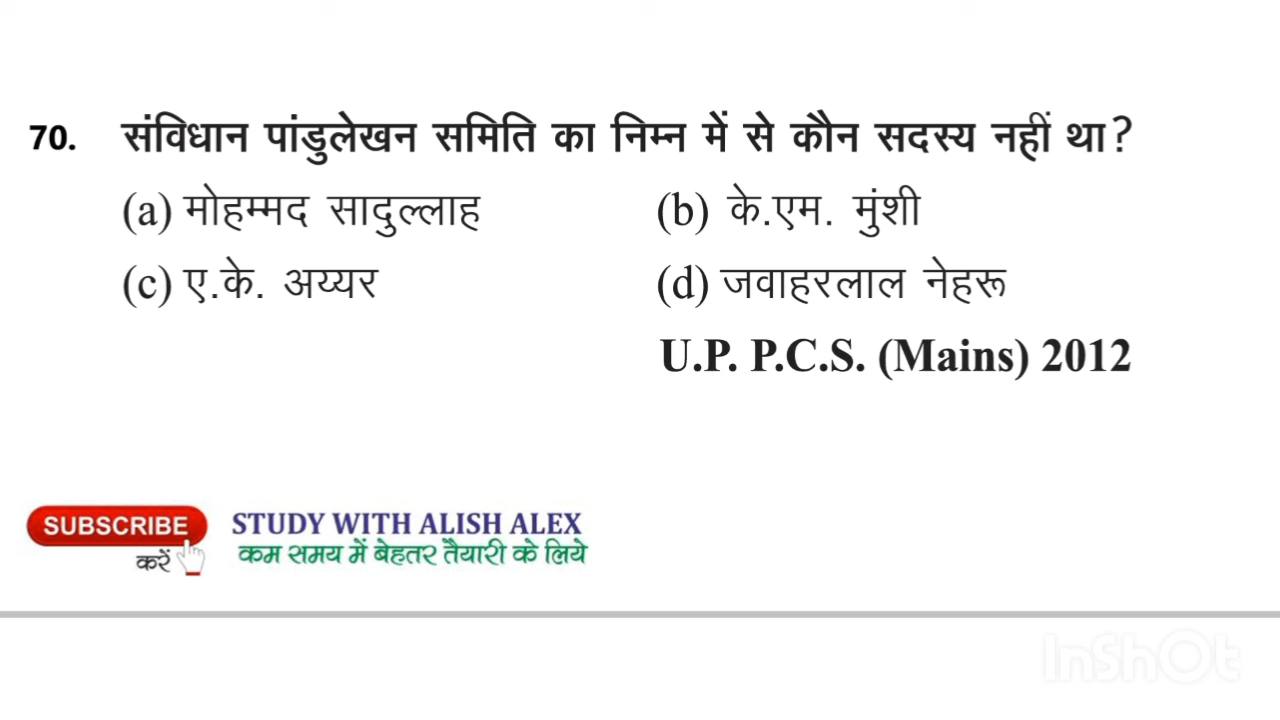 70. संविधान पांडुलेखन समिति का निम्न में से कौन सदस्य नहीं था?
(a) मोहम्मद सादुल्लाह (b) के.एम. मुंशी
(c) ए.के. अय्यर (d) जवाहरलाल नेहरू
U.P. P.C.S. (Mains) 2012
SUBSCRIBE STUDY WITH ALISH ALEX
करें कम समय में बेहतर तैयारी के लिये
InShOt